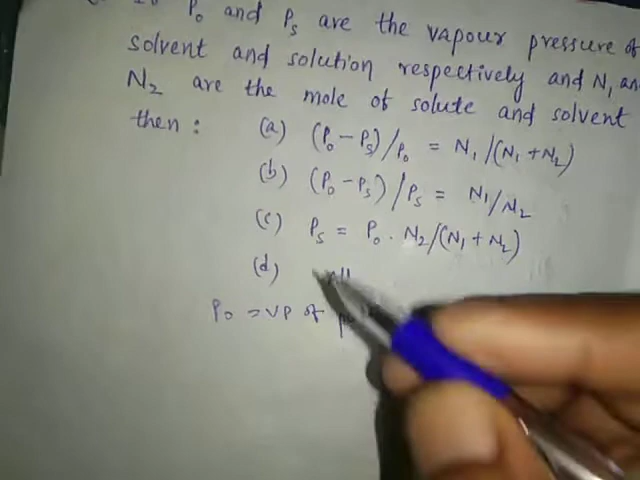 P₀ and Pₛ are the vapour pressure of
solvent and solution respectively and N₁ an
N₂ are the mole of solute and solvent
then : (a) (P₀ - Pₛ)/P₀ = N₁/(N₁+N₂)
(b) (P₀ - Pₛ)/Pₛ = N₁/N₂
(c) Pₛ = P₀ . N₂/(N₁ + N₂)
(d)
P₀ = VP of